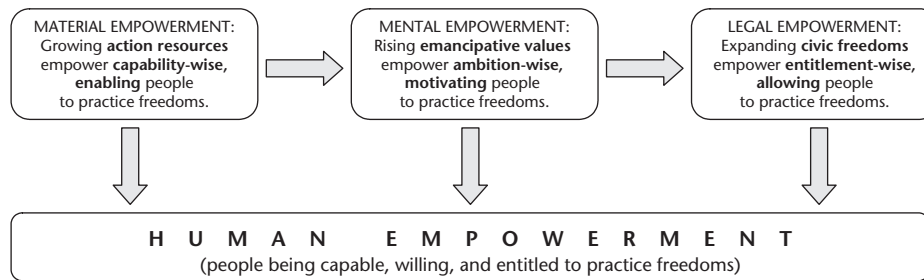 MATERIAL EMPOWERMENT:
Growing action resources
empower capability-wise,
enabling people
to practice freedoms.
MENTAL EMPOWERMENT:
Rising emancipative values
empower ambition-wise,
motivating people
to practice freedoms.
LEGAL EMPOWERMENT:
Expanding civic freedoms
empower entitlement-wise,
allowing people
to practice freedoms.
HUMAN EMPOWERMENT
(people being capable, willing, and entitled to practice freedoms)